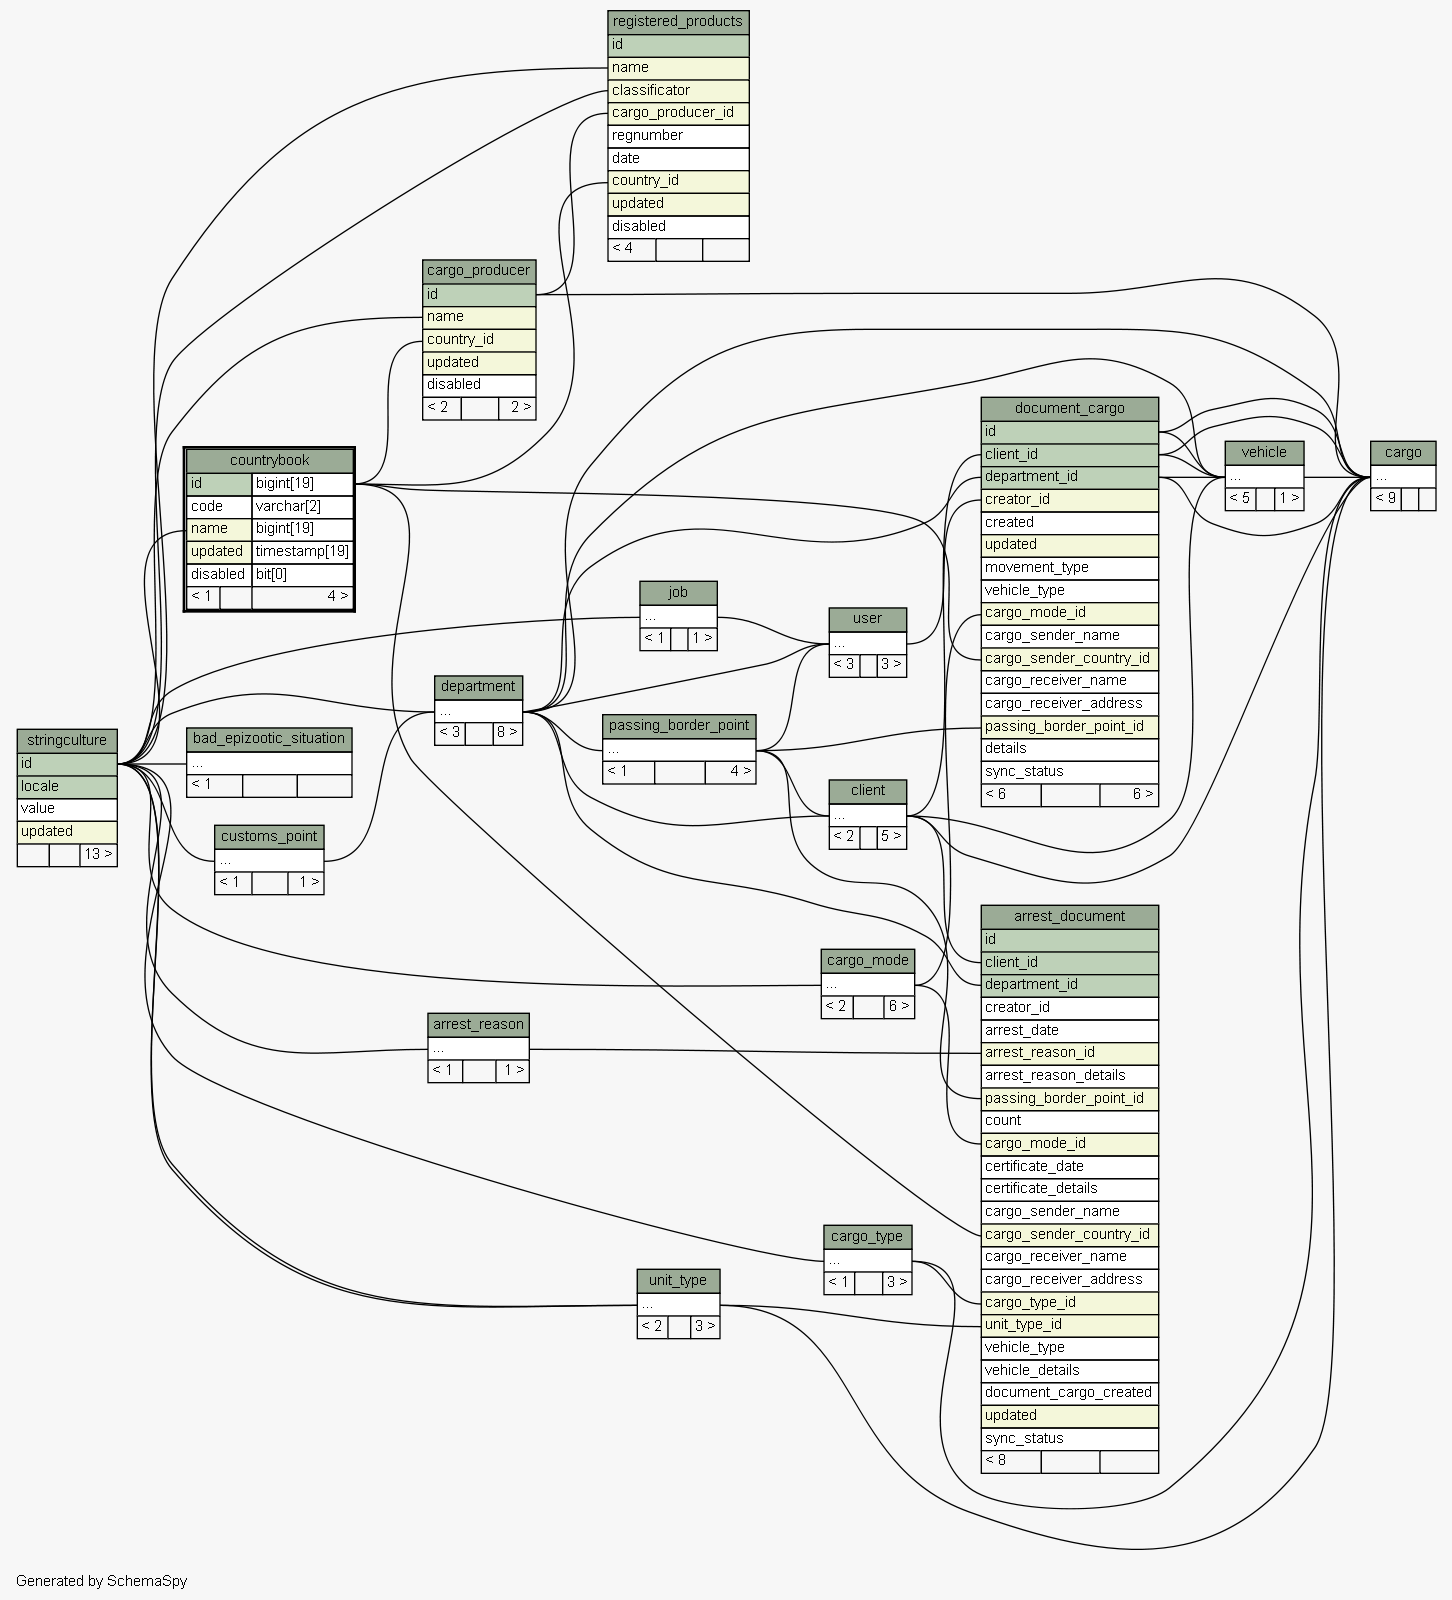 registered_products
id
name
classificator
cargo_producer_id
regnumber
date
country_id
updated
disabled
< 4
cargo_producer
id
name
country_id
updated
disabled
< 2 2 >
document_cargo
id
client_id
department_id
creator_id
created
updated
movement_type
vehicle_type
cargo_mode_id
cargo_sender_name
cargo_sender_country_id
cargo_receiver_name
cargo_receiver_address
passing_border_point_id
details
sync_status
< 6 6 >
vehicle
...
< 5 1 >
cargo
...
< 9
countrybook
id bigint[19]
code varchar[2]
name bigint[19]
updated timestamp[19]
disabled bit[0]
< 1 4 >
job
...
< 1 1 >
user
...
< 3 3 >
department
...
< 3 8 >
passing_border_point
...
< 1 4 >
stringculture
id
locale
value
updated
13 >
bad_epizootic_situation
...
< 1
client
...
< 2 5 >
customs_point
...
< 1 1 >
arrest_document
id
client_id
department_id
creator_id
arrest_date
arrest_reason_id
arrest_reason_details
passing_border_point_id
count
cargo_mode_id
certificate_date
certificate_details
cargo_sender_name
cargo_sender_country_id
cargo_receiver_name
cargo_receiver_address
cargo_type_id
unit_type_id
vehicle_type
vehicle_details
document_cargo_created
updated
sync_status
< 8
cargo_mode
...
< 2 6 >
arrest_reason
...
< 1 1 >
cargo_type
...
< 1 3 >
unit_type
...
< 2 3 >
Generated by SchemaSpy